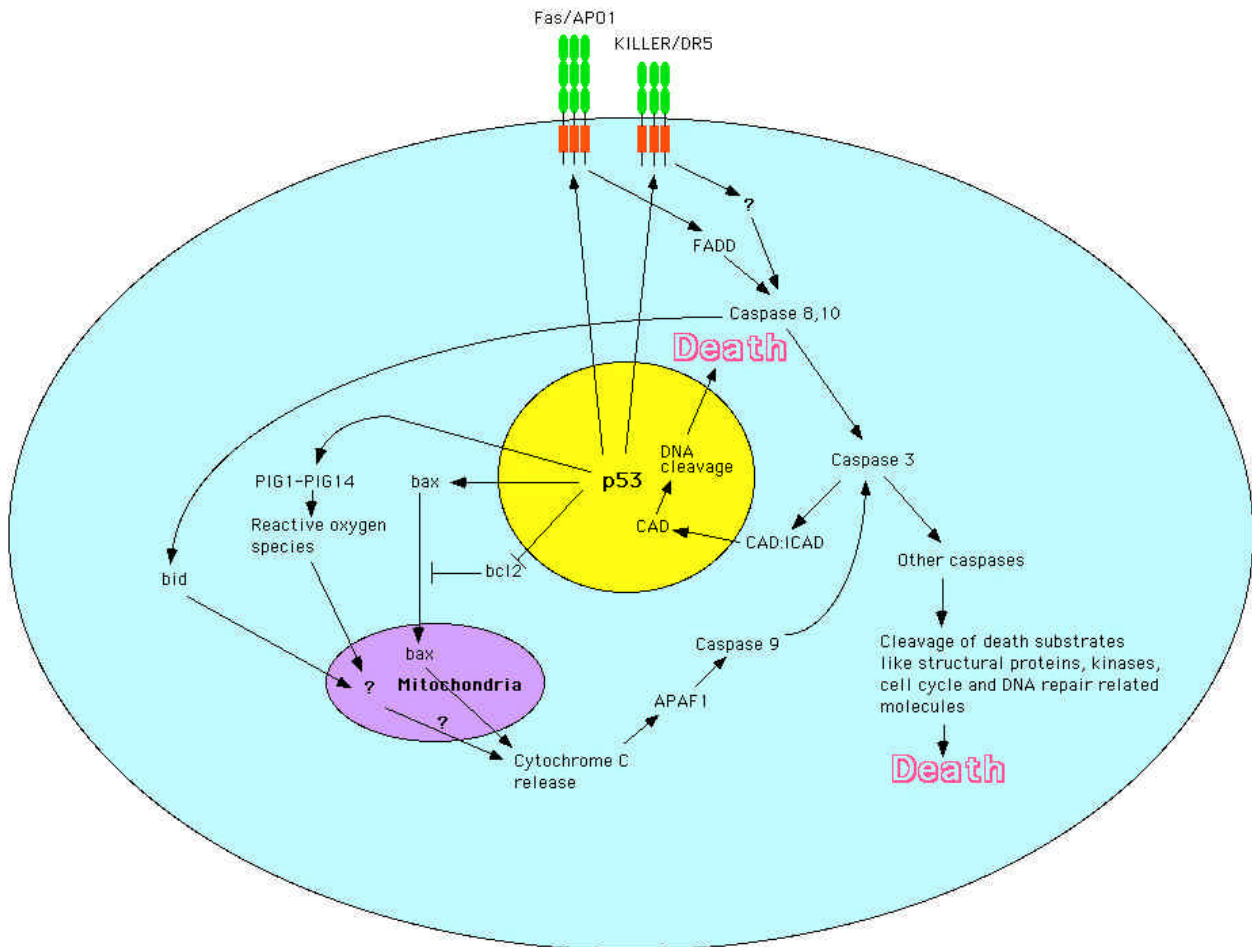 Fas/APO1
KILLER/DR5
?
FADD
Caspase 8,10
Death
DNA
cleavage
p53
CAD
PIG1-PIG14
bax
Reactive oxygen
species
bid
bcl2
Caspase 3
CAD:ICAD
Other caspases
Cleavage of death substrates
like structural proteins, kinases,
cell cycle and DNA repair related
molecules
Death
Caspase 9
APAF1
bax
? Mitochondria
?
Cytochrome C
release